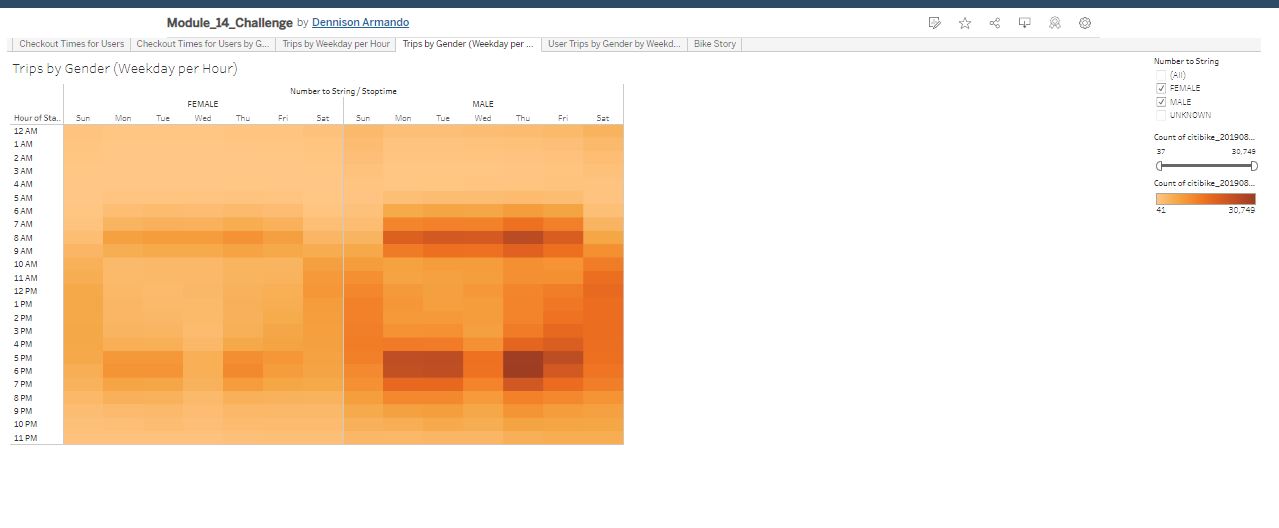 Module_14_Challenge by Dennison Armando
Checkout Times for Users Checkout Times for Users by G... Trips by Weekday per Hour Trips by Gender (Weekday per ... User Trips by Gender by Weekd... Bike Story
Trips by Gender (Weekday per Hour)
Number to String / Stoptime
FEMALE MALE
Hour of Sta.. Sun Mon Tue Wed Thu Fri Sat Sun Mon Tue Wed Thu Fri Sat
12 AM
1 AM
2 AM
3 AM
4 AM
5 AM
6 AM
7 AM
8 AM
9 AM
10 AM
11 AM
12 PM
1 PM
2 PM
3 PM
4 PM
5 PM
6 PM
7 PM
8 PM
9 PM
10 PM
11 PM
Number to String
(All)
FEMALE
MALE
UNKNOWN
Count of citibike_201908...
37 30,749
Count of citibike_201908...
41 30,749